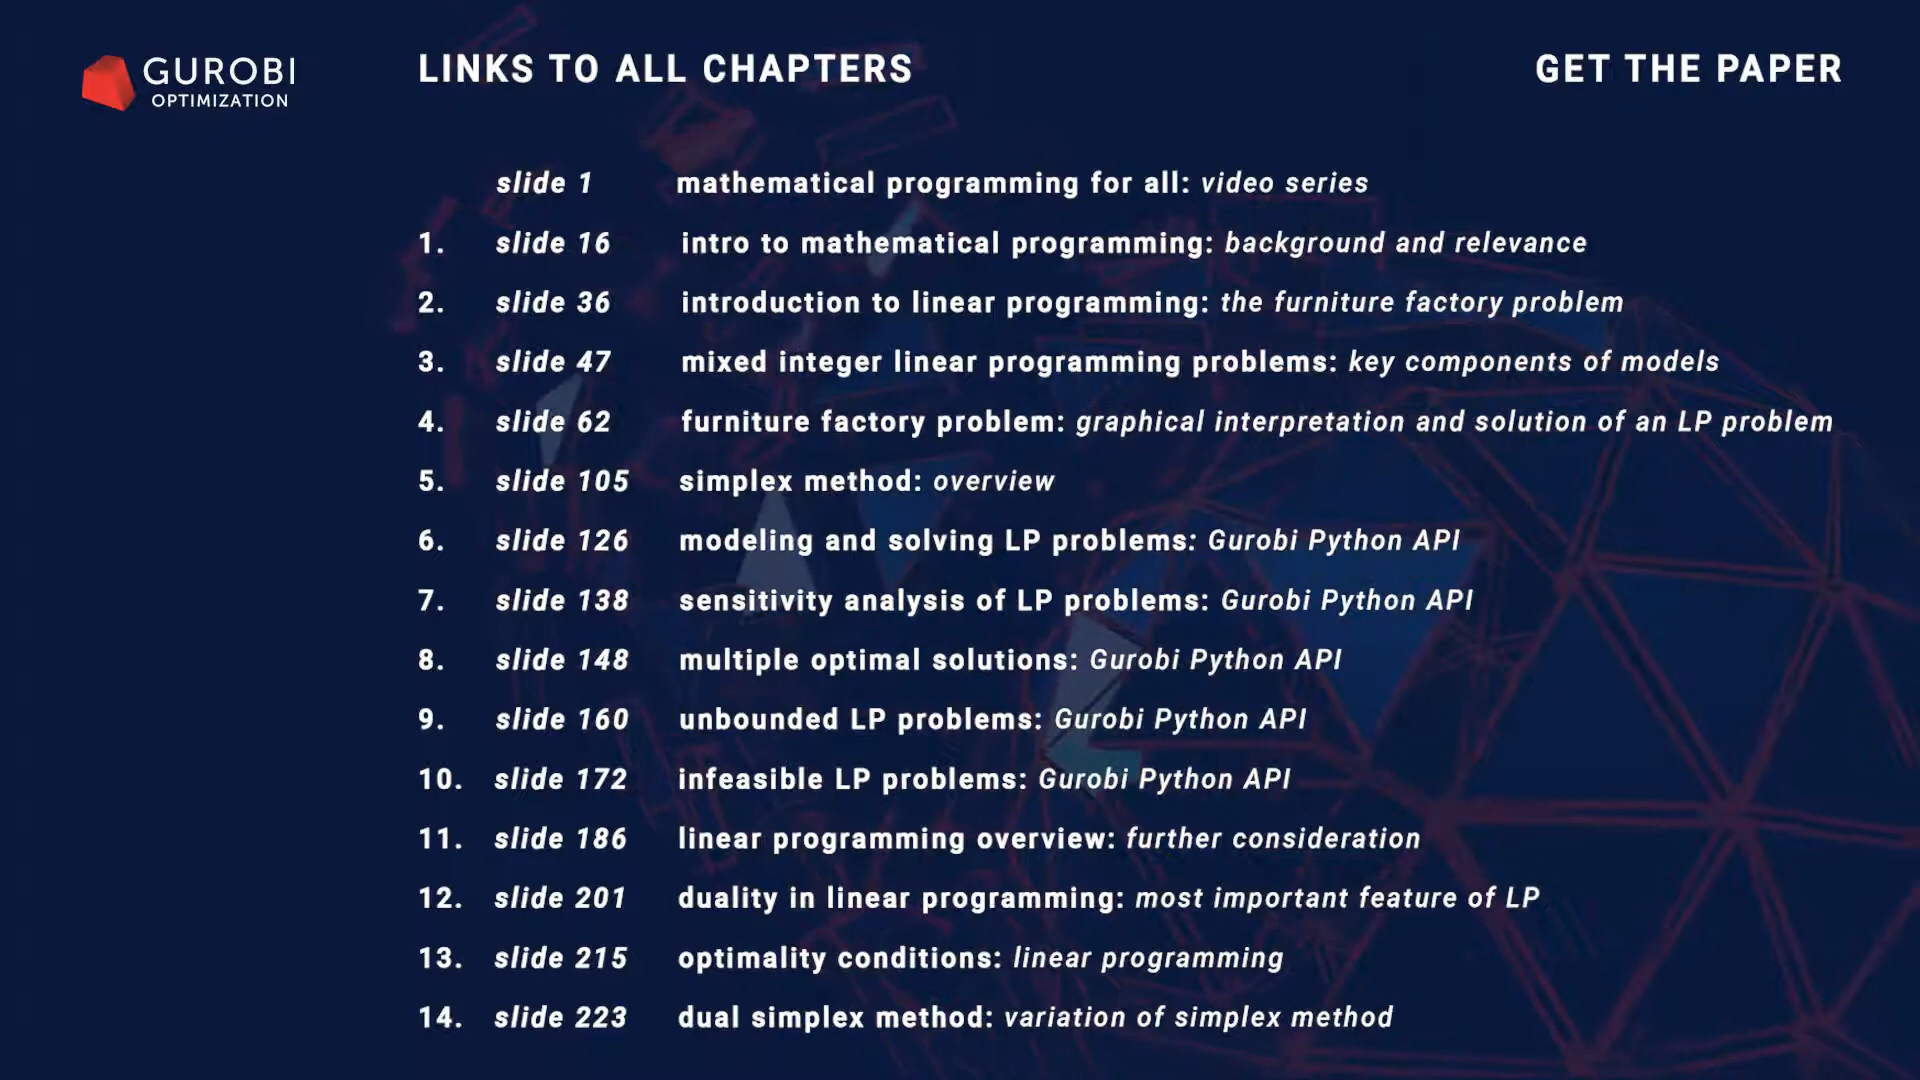 GUROBI
OPTIMIZATION
LINKS TO ALL CHAPTERS
GET THE PAPER
slide 1 mathematical programming for all: video series
1. slide 16 intro to mathematical programming: background and relevance
2. slide 36 introduction to linear programming: the furniture factory problem
3. slide 47 mixed integer linear programming problems: key components of models
4. slide 62 furniture factory problem: graphical interpretation and solution of an LP problem
5. slide 105 simplex method: overview
6. slide 126 modeling and solving LP problems: Gurobi Python API
7. slide 138 sensitivity analysis of LP problems: Gurobi Python API
8. slide 148 multiple optimal solutions: Gurobi Python API
9. slide 160 unbounded LP problems: Gurobi Python API
10. slide 172 infeasible LP problems: Gurobi Python API
11. slide 186 linear programming overview: further consideration
12. slide 201 duality in linear programming: most important feature of LP
13. slide 215 optimality conditions: linear programming
14. slide 223 dual simplex method: variation of simplex method